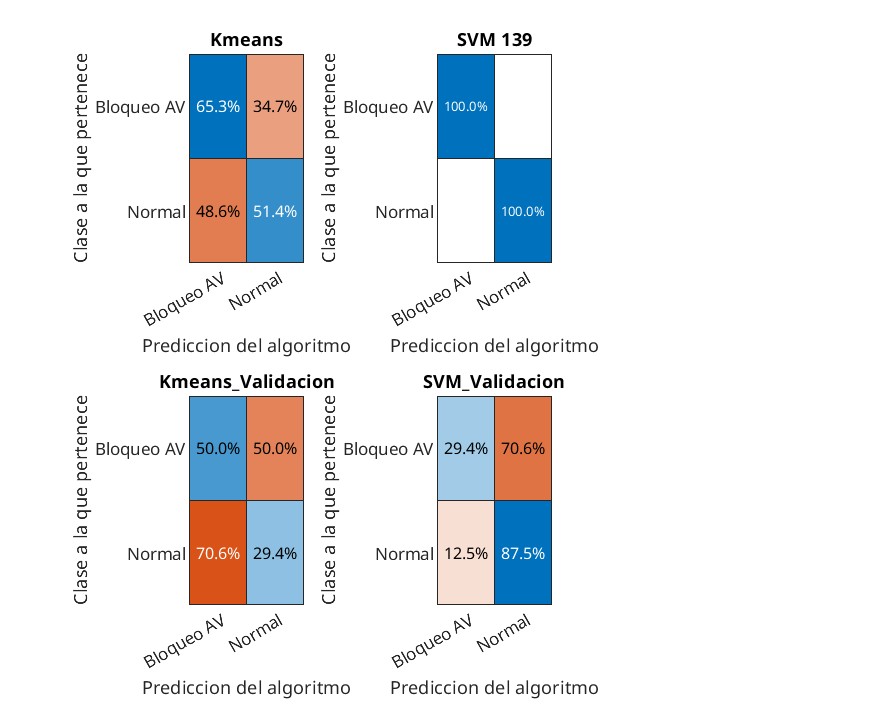 Kmeans
Clase a la que pertenece
Bloqueo AV
65.3% 34.7%
Normal
48.6% 51.4%
Bloqueo AV
Normal
Prediccion del algoritmo
SVM 139
Clase a la que pertenece
Bloqueo AV
100.0%
Normal
100.0%
Bloqueo AV
Normal
Prediccion del algoritmo
Kmeans_Validacion
Clase a la que pertenece
Bloqueo AV
50.0% 50.0%
Normal
70.6% 29.4%
Bloqueo AV
Normal
Prediccion del algoritmo
SVM_Validacion
Clase a la que pertenece
Bloqueo AV
29.4% 70.6%
Normal
12.5% 87.5%
Bloqueo AV
Normal
Prediccion del algoritmo